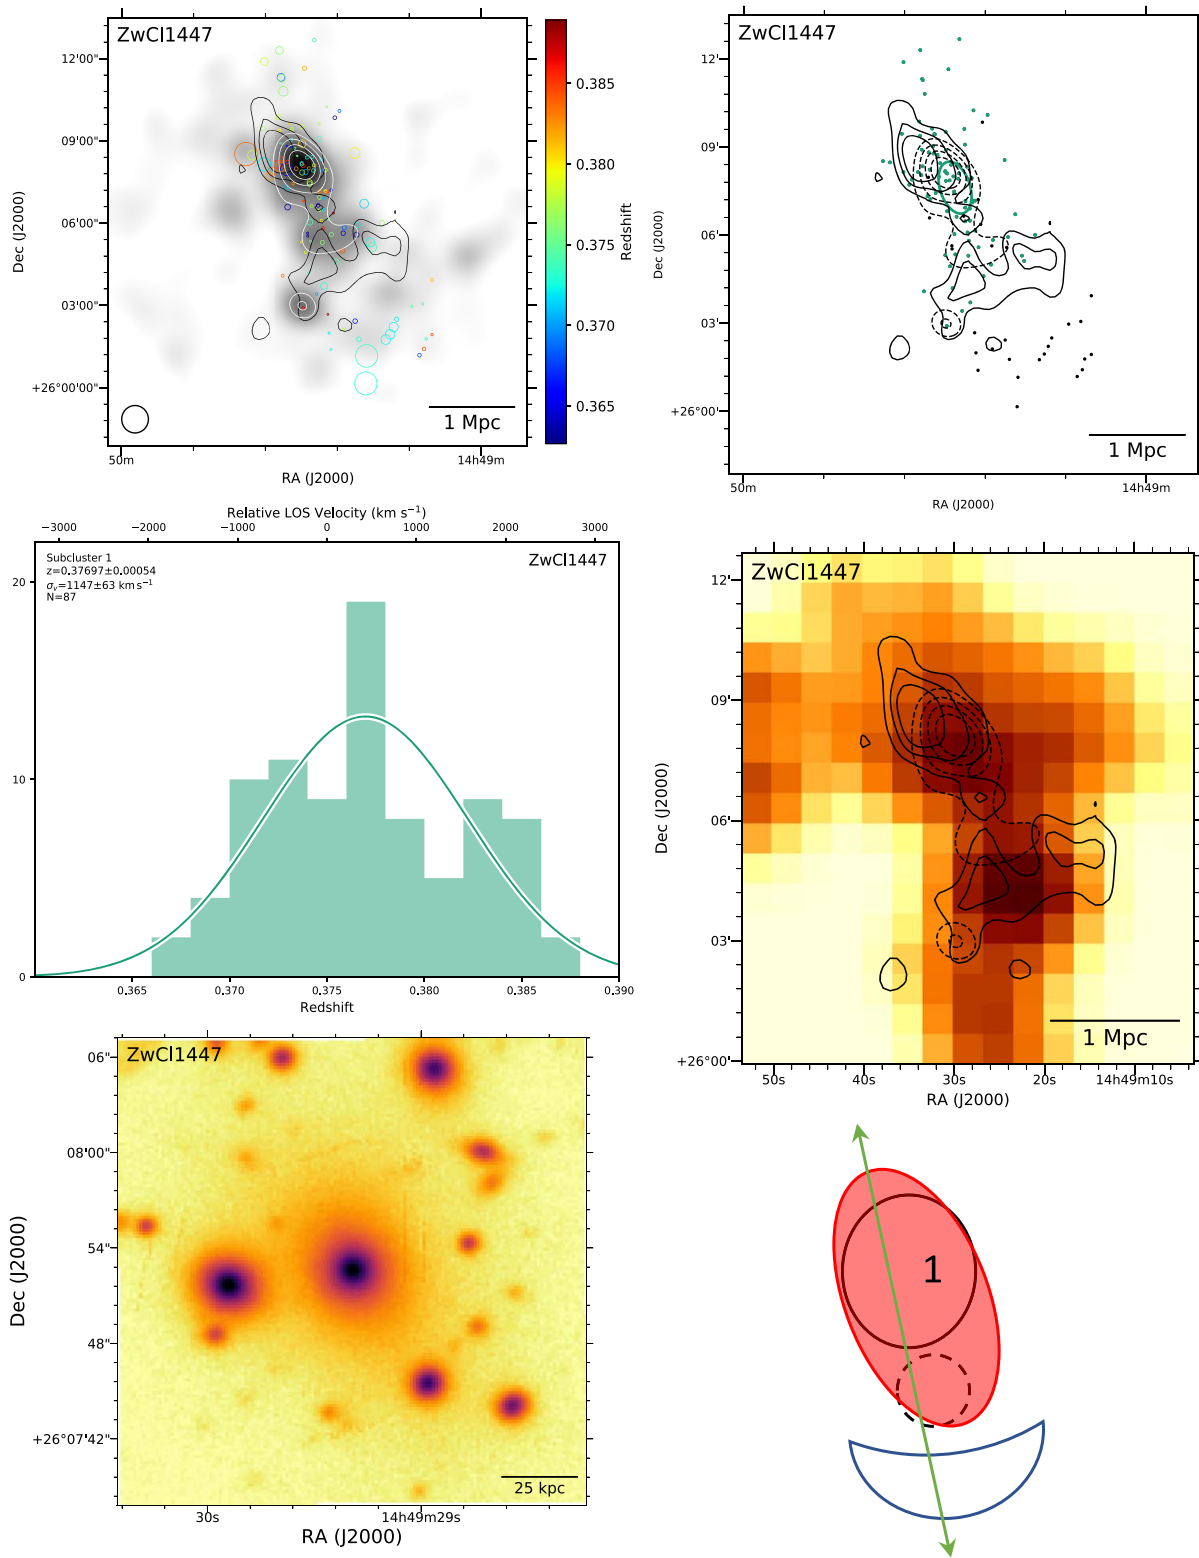 ZwCl1447
12'00"
09'00"
06'00"
03'00"
+26°00'00"
Dec (J2000)
1 Mpc
50m
14h49m
RA (J2000)
0.385
0.380
0.375
0.370
0.365
Redshift
ZwCl1447
12'
09'
06'
03'
+26°00'
Dec (J2000)
1 Mpc
50m
14h49m
RA (J2000)
Relative LOS Velocity (km s⁻¹)
−3000 −2000 −1000 0 1000 2000 3000
Subcluster 1
z=0.37697±0.00054
σᵥ=1147±63 km s⁻¹
N=87
ZwCl1447
20
10
0
0.365 0.370 0.375 0.380 0.385 0.390
Redshift
ZwCl1447
12'
09'
06'
03'
+26°00'
Dec (J2000)
1 Mpc
50s 40s 30s 20s 14h49m10s
RA (J2000)
ZwCl1447
06"
08'00"
54"
48"
+26°07'42"
Dec (J2000)
25 kpc
30s 14h49m29s
RA (J2000)
1